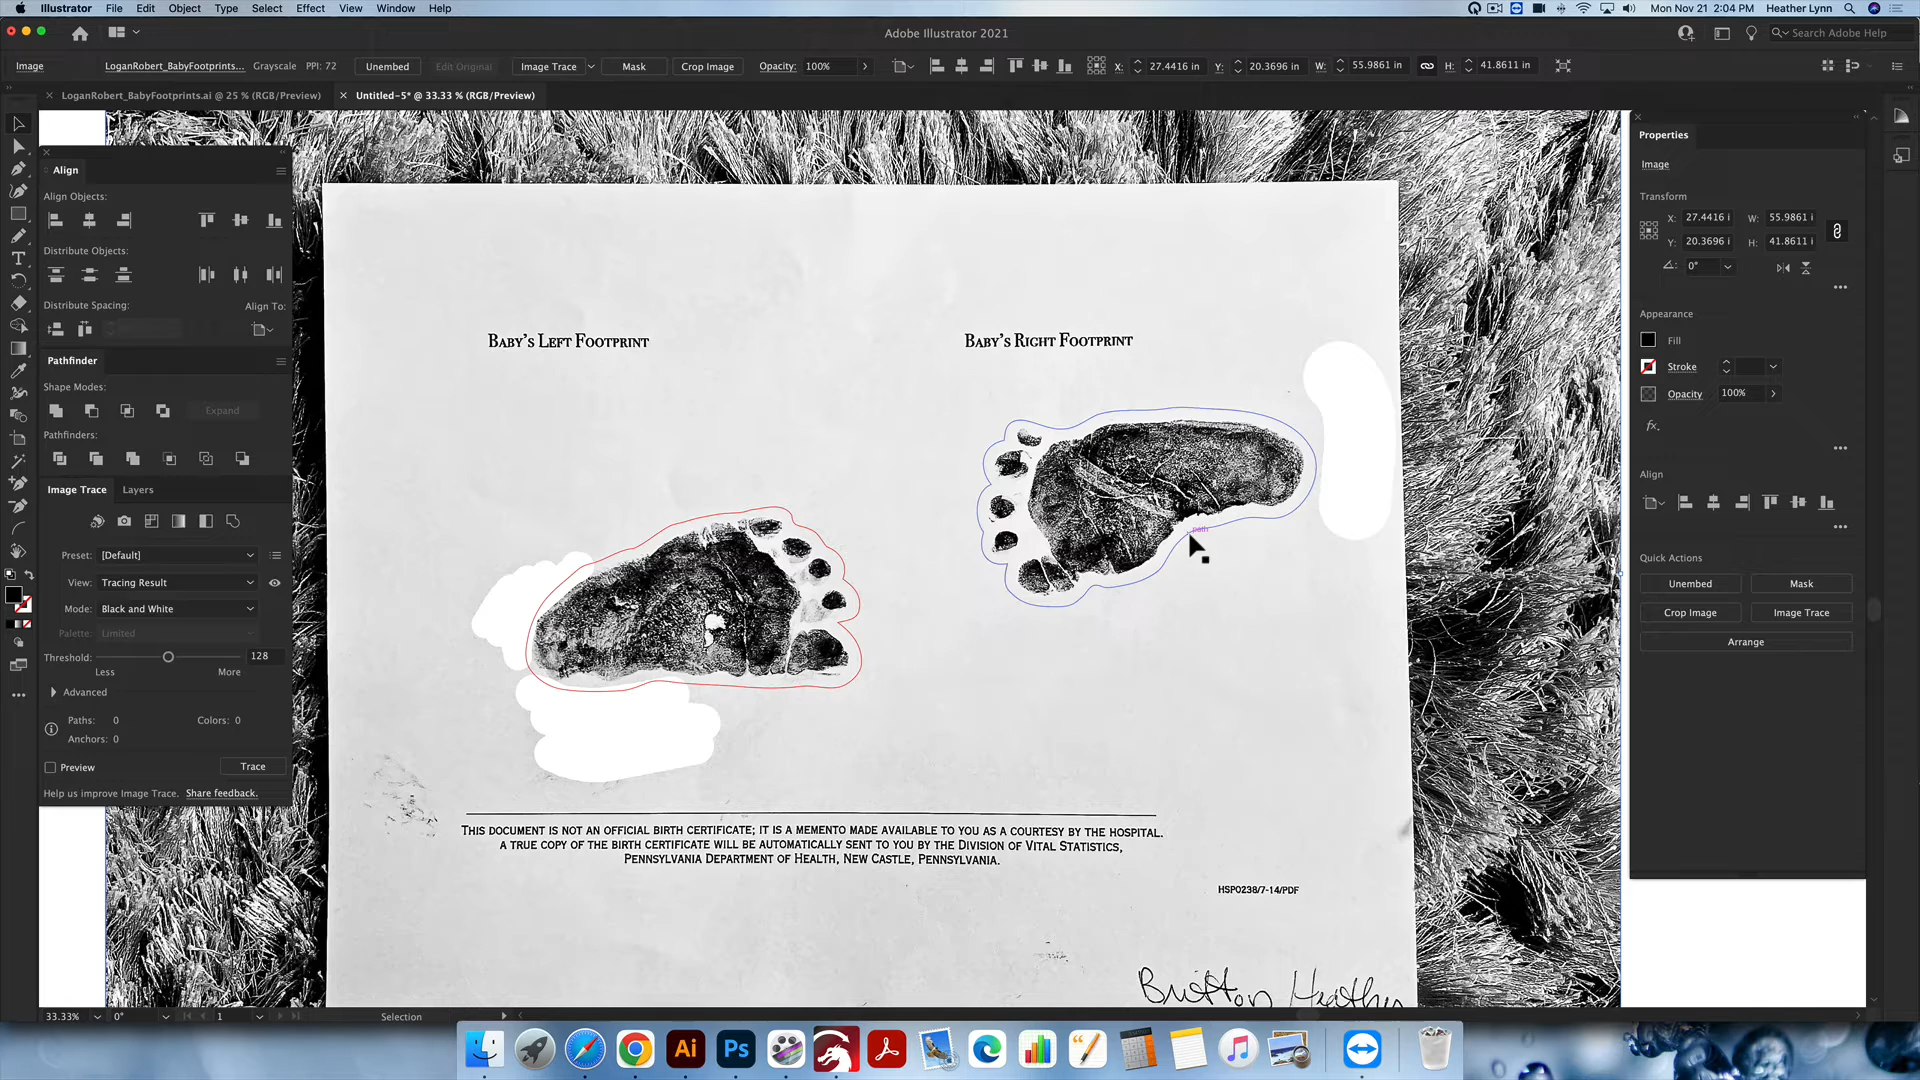 Illustrator File Edit Object Type Select Effect View Window Help
Mon Nov 21 2:04 PM Heather Lynn
Adobe Illustrator 2021
Search Adobe Help
Image LoganRobert_BabyFootprints... Grayscale PPI: 72 Unembed Edit Original Image Trace Mask Crop Image Opacity: 100% X: 27.4416 in Y: 20.3696 in W: 55.9861 in H: 41.8611 in
LoganRobert_BabyFootprints.ai @ 25 % (RGB/Preview) Untitled-5* @ 33.33 % (RGB/Preview)
Align
Align Objects:
Distribute Objects:
Distribute Spacing: Align To:
Pathfinder
Shape Modes:
Expand
Pathfinders:
Image Trace Layers
Preset: [Default]
View: Tracing Result
Mode: Black and White
Palette: Limited
Threshold: 128
Less More
Advanced
Paths: 0 Colors: 0
Anchors: 0
Preview Trace
Help us improve Image Trace. Share feedback.
Baby's Left Footprint Baby's Right Footprint
path
This document is not an official birth certificate; it is a memento made available to you as a courtesy by the hospital.
A true copy of the birth certificate will be automatically sent to you by the Division of Vital Statistics,
Pennsylvania Department of Health, New Castle, Pennsylvania.
HSP0238/7-14/PDF
Britton Heather
Properties
Image
Transform
X: 27.4416 i W: 55.9861 i
Y: 20.3696 i H: 41.8611 i
0°
Appearance
Fill
Stroke
Opacity 100%
fx.
Align
Quick Actions
Unembed Mask
Crop Image Image Trace
Arrange
33.33% 0° 1 Selection
Ai Ps